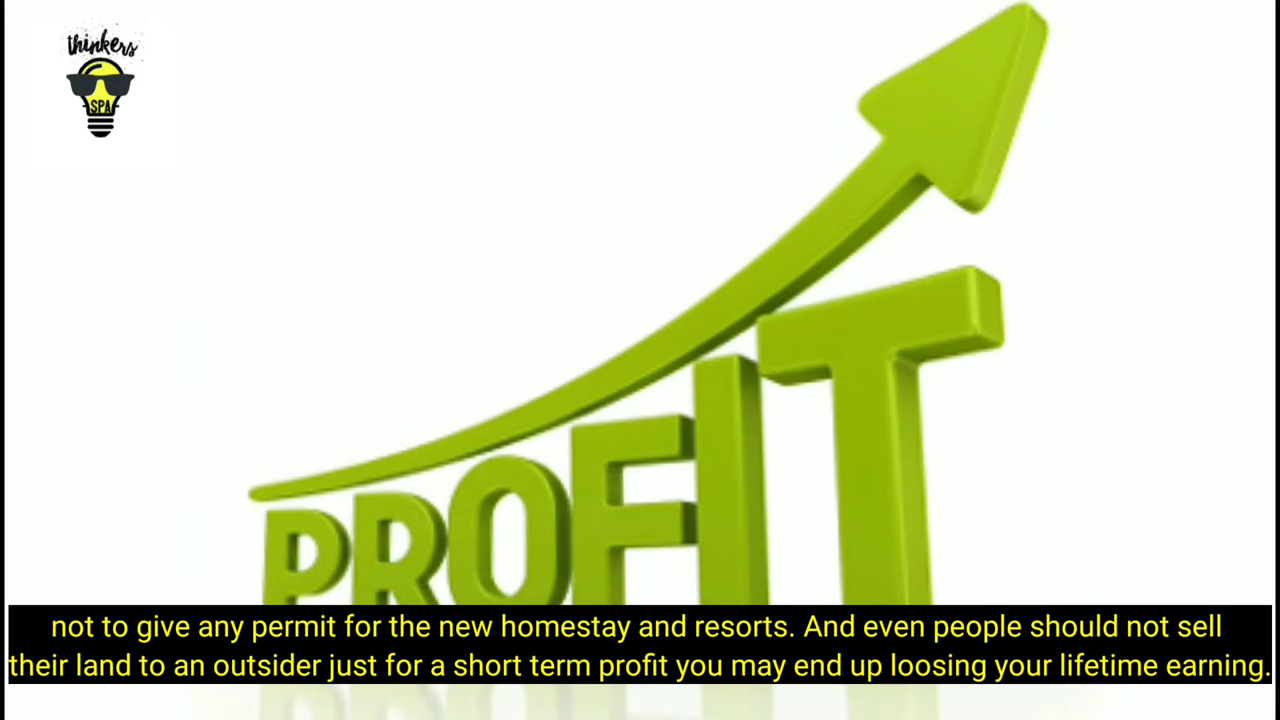 thinkers
SPA
PROFIT
not to give any permit for the new homestay and resorts. And even people should not sell
their land to an outsider just for a short term profit you may end up loosing your lifetime earning.